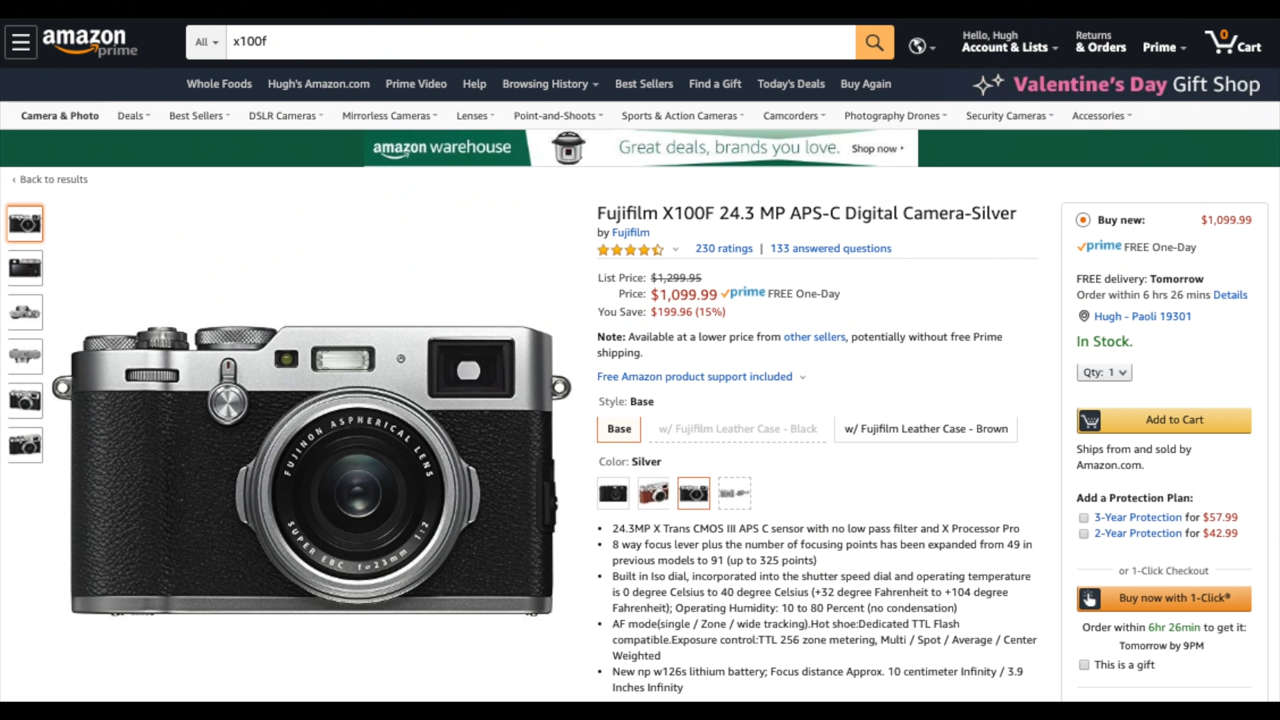 amazon
prime
All
x100f
Hello, Hugh
Account & Lists
Returns
& Orders
Prime
0
Cart
Whole Foods
Hugh's Amazon.com
Prime Video
Help
Browsing History
Best Sellers
Find a Gift
Today's Deals
Buy Again
Valentine's Day Gift Shop
Camera & Photo
Deals
Best Sellers
DSLR Cameras
Mirrorless Cameras
Lenses
Point-and-Shoots
Sports & Action Cameras
Camcorders
Photography Drones
Security Cameras
Accessories
amazon warehouse
Great deals, brands you love.
Shop now
‹ Back to results
FUJINON ASPHERICAL LENS
SUPER EBC f=23mm 1:2
Fujifilm X100F 24.3 MP APS-C Digital Camera-Silver
by Fujifilm
230 ratings | 133 answered questions
List Price: $1,299.95
Price: $1,099.99 prime FREE One-Day
You Save: $199.96 (15%)
Note: Available at a lower price from other sellers, potentially without free Prime
shipping.
Free Amazon product support included
Style: Base
Base
w/ Fujifilm Leather Case - Black
w/ Fujifilm Leather Case - Brown
Color: Silver
• 24.3MP X Trans CMOS III APS C sensor with no low pass filter and X Processor Pro
• 8 way focus lever plus the number of focusing points has been expanded from 49 in
previous models to 91 (up to 325 points)
• Built in Iso dial, incorporated into the shutter speed dial and operating temperature
is 0 degree Celsius to 40 degree Celsius (+32 degree Fahrenheit to +104 degree
Fahrenheit); Operating Humidity: 10 to 80 Percent (no condensation)
• AF mode(single / Zone / wide tracking).Hot shoe:Dedicated TTL Flash
compatible.Exposure control:TTL 256 zone metering, Multi / Spot / Average / Center
Weighted
• New np w126s lithium battery; Focus distance Approx. 10 centimeter Infinity / 3.9
Inches Infinity
Buy new: $1,099.99
prime FREE One-Day
FREE delivery: Tomorrow
Order within 6 hrs 26 mins Details
Hugh - Paoli 19301
In Stock.
Qty: 1
Add to Cart
Ships from and sold by
Amazon.com.
Add a Protection Plan:
3-Year Protection for $57.99
2-Year Protection for $42.99
or 1-Click Checkout
Buy now with 1-Click®
Order within 6hr 26min to get it:
Tomorrow by 9PM
This is a gift